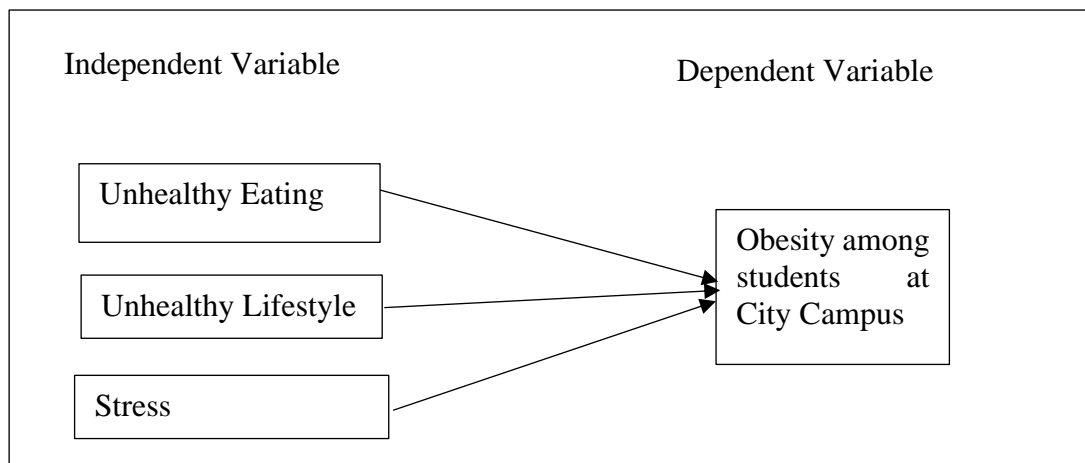 Independent Variable
Dependent Variable
Unhealthy Eating
Unhealthy Lifestyle
Stress
Obesity among
students at
City Campus